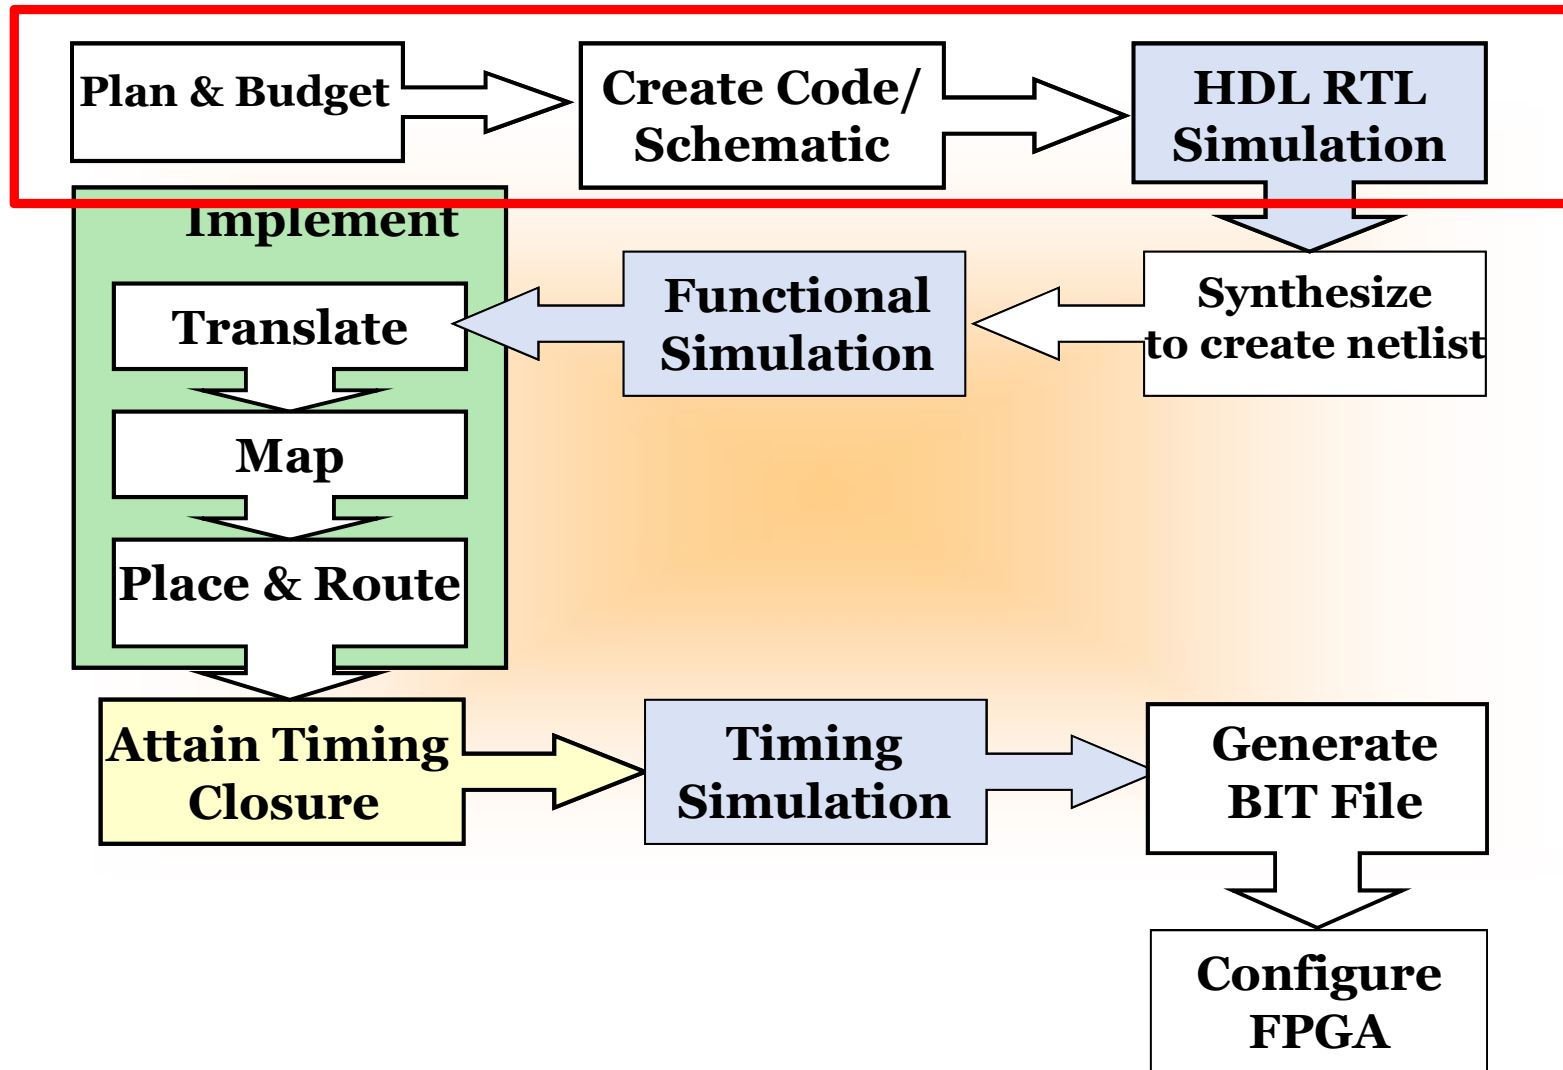 Plan & Budget
Create Code/
Schematic
HDL RTL
Simulation
Implement
Translate
Functional
Simulation
Synthesize
to create netlist
Map
Place & Route
Attain Timing
Closure
Timing
Simulation
Generate
BIT File
Configure
FPGA